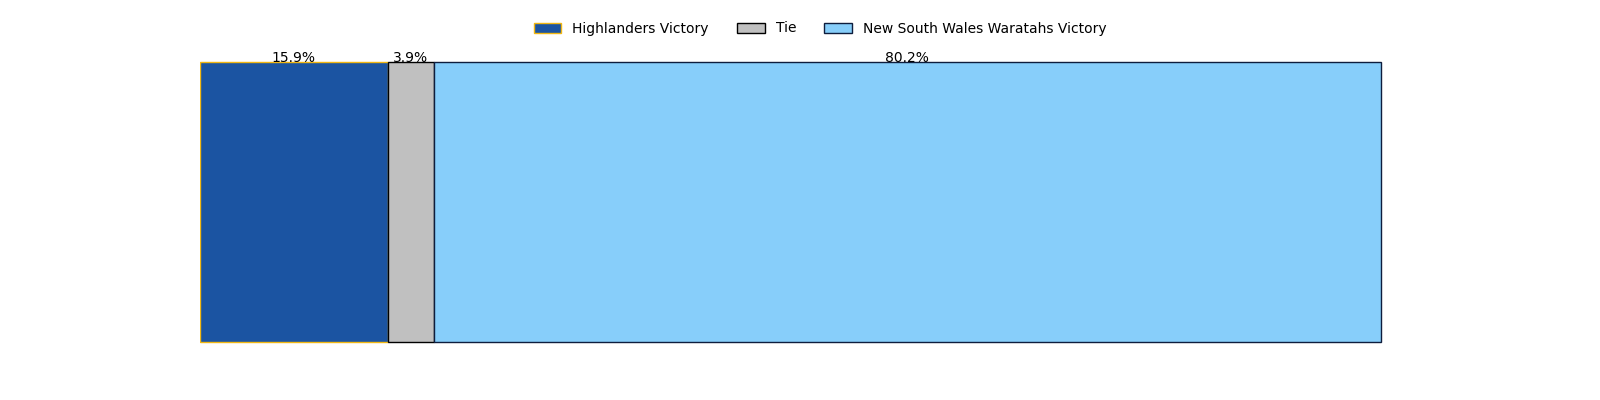 Highlanders Victory Tie New South Wales Waratahs Victory
15.9% 3.9% 80.2%